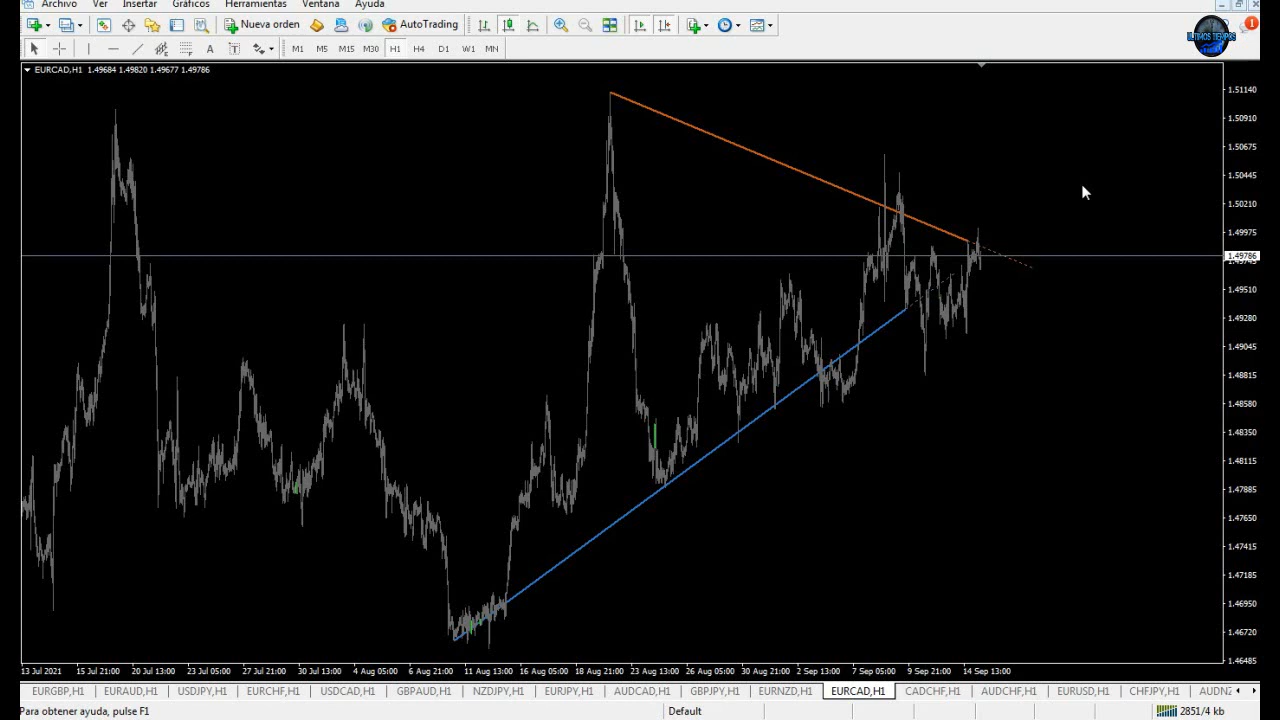 Archivo Ver Insertar Gráficos Herramientas Ventana Ayuda
Nueva orden AutoTrading
1
ULTIMOS TIEMPOS
A T M1 M5 M15 M30 H1 H4 D1 W1 MN
EURCAD,H1 1.49684 1.49820 1.49677 1.49786
1.51140
1.50910
1.50675
1.50445
1.50210
1.49975
1.49786
1.49745
1.49510
1.49280
1.49045
1.48815
1.48580
1.48350
1.48115
1.47885
1.47650
1.47415
1.47185
1.46950
1.46720
1.46485
13 Jul 2021 15 Jul 21:00 20 Jul 13:00 23 Jul 05:00 27 Jul 21:00 30 Jul 13:00 4 Aug 05:00 6 Aug 21:00 11 Aug 13:00 16 Aug 05:00 18 Aug 21:00 23 Aug 13:00 26 Aug 05:00 30 Aug 21:00 2 Sep 13:00 7 Sep 05:00 9 Sep 21:00 14 Sep 13:00
EURGBP,H1 EURAUD,H1 USDJPY,H1 EURCHF,H1 USDCAD,H1 GBPAUD,H1 NZDJPY,H1 EURJPY,H1 AUDCAD,H1 GBPJPY,H1 EURNZD,H1 EURCAD,H1 CADCHF,H1 AUDCHF,H1 EURUSD,H1 CHFJPY,H1 AUDNZ
Para obtener ayuda, pulse F1 Default 2851/4 kb